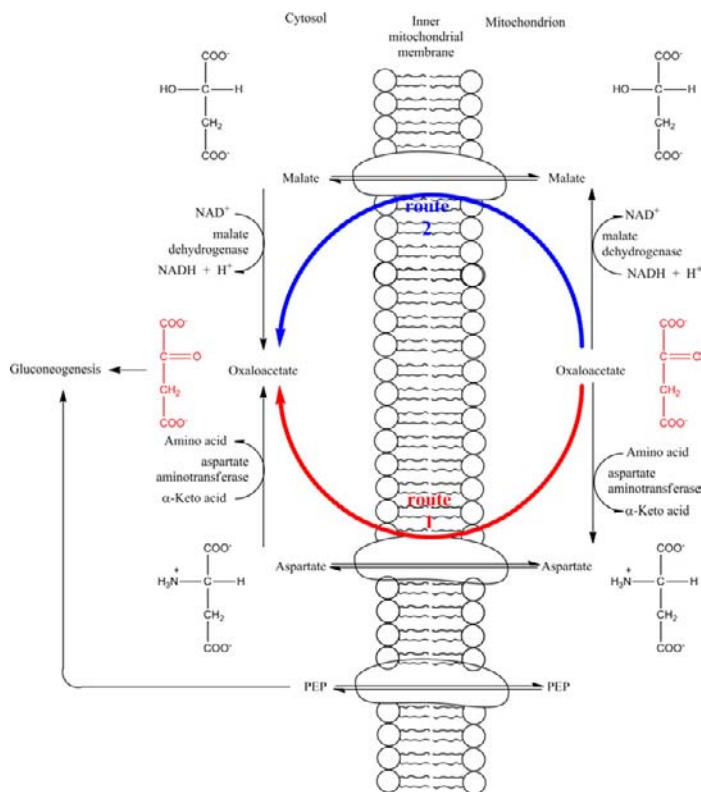 Cytosol
Inner
mitochondrial
membrane
Mitochondrion
COO⁻
HO—C—H
CH₂
COO⁻
COO⁻
HO—C—H
CH₂
COO⁻
Malate
Malate
route
2
NAD⁺
malate
dehydrogenase
NADH + H⁺
NAD⁺
malate
dehydrogenase
NADH + H⁺
COO⁻
C=O
CH₂
COO⁻
Gluconeogenesis
Oxaloacetate
Oxaloacetate
COO⁻
CH₂
COO⁻
Amino acid
aspartate
aminotransferase
α-Keto acid
Amino acid
aspartate
aminotransferase
α-Keto acid
route
1
COO⁻
H₃N⁺—C—H
CH₂
COO⁻
Aspartate
Aspartate
COO⁻
H₃N⁺—C—H
CH₂
COO⁻
PEP
PEP